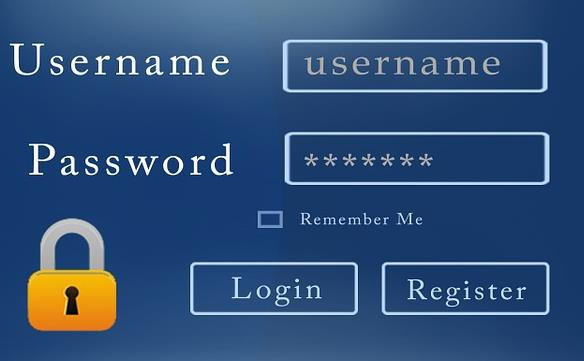 Username username
Password *******
Remember Me
Login Register